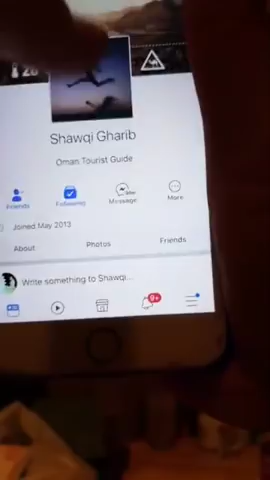 Shawqi Gharib
Oman Tourist Guide
Friends
Following
Message
More
Joined May 2013
About
Photos
Friends
Write something to Shawqi...
9+